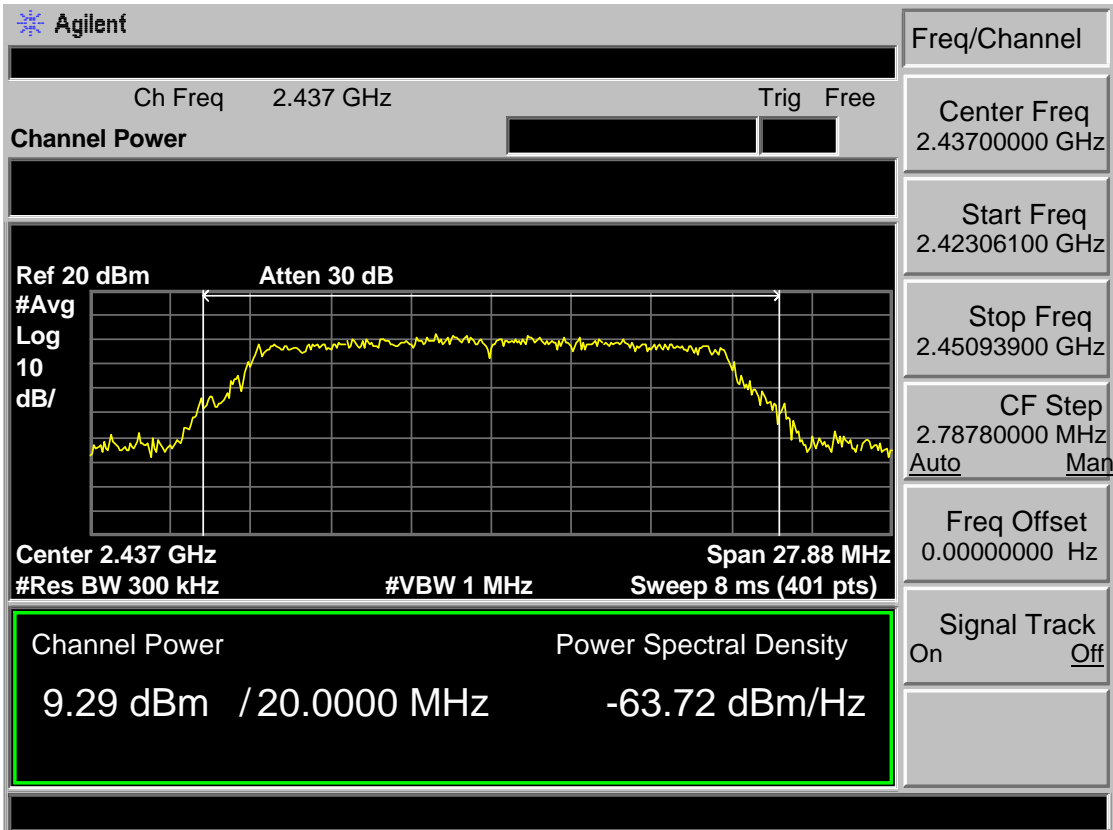 Agilent
Freq/Channel
Ch Freq 2.437 GHz Trig Free
Channel Power
Center Freq
2.43700000 GHz
Start Freq
2.42306100 GHz
Stop Freq
2.45093900 GHz
CF Step
2.78780000 MHz
Auto Man
Freq Offset
0.00000000 Hz
Signal Track
On Off
Ref 20 dBm Atten 30 dB
#Avg
Log
10
dB/
Center 2.437 GHz Span 27.88 MHz
#Res BW 300 kHz #VBW 1 MHz Sweep 8 ms (401 pts)
Channel Power Power Spectral Density
9.29 dBm / 20.0000 MHz -63.72 dBm/Hz